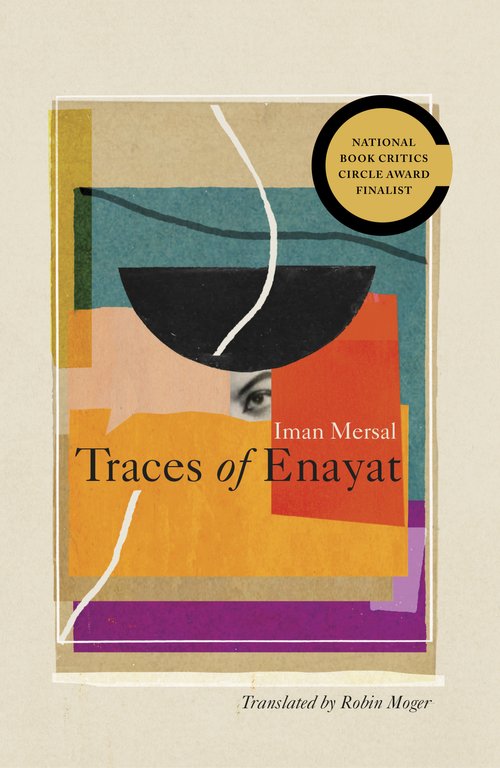 NATIONAL
BOOK CRITICS
CIRCLE AWARD
FINALIST
Iman Mersal
Traces of Enayat
Translated by Robin Moger